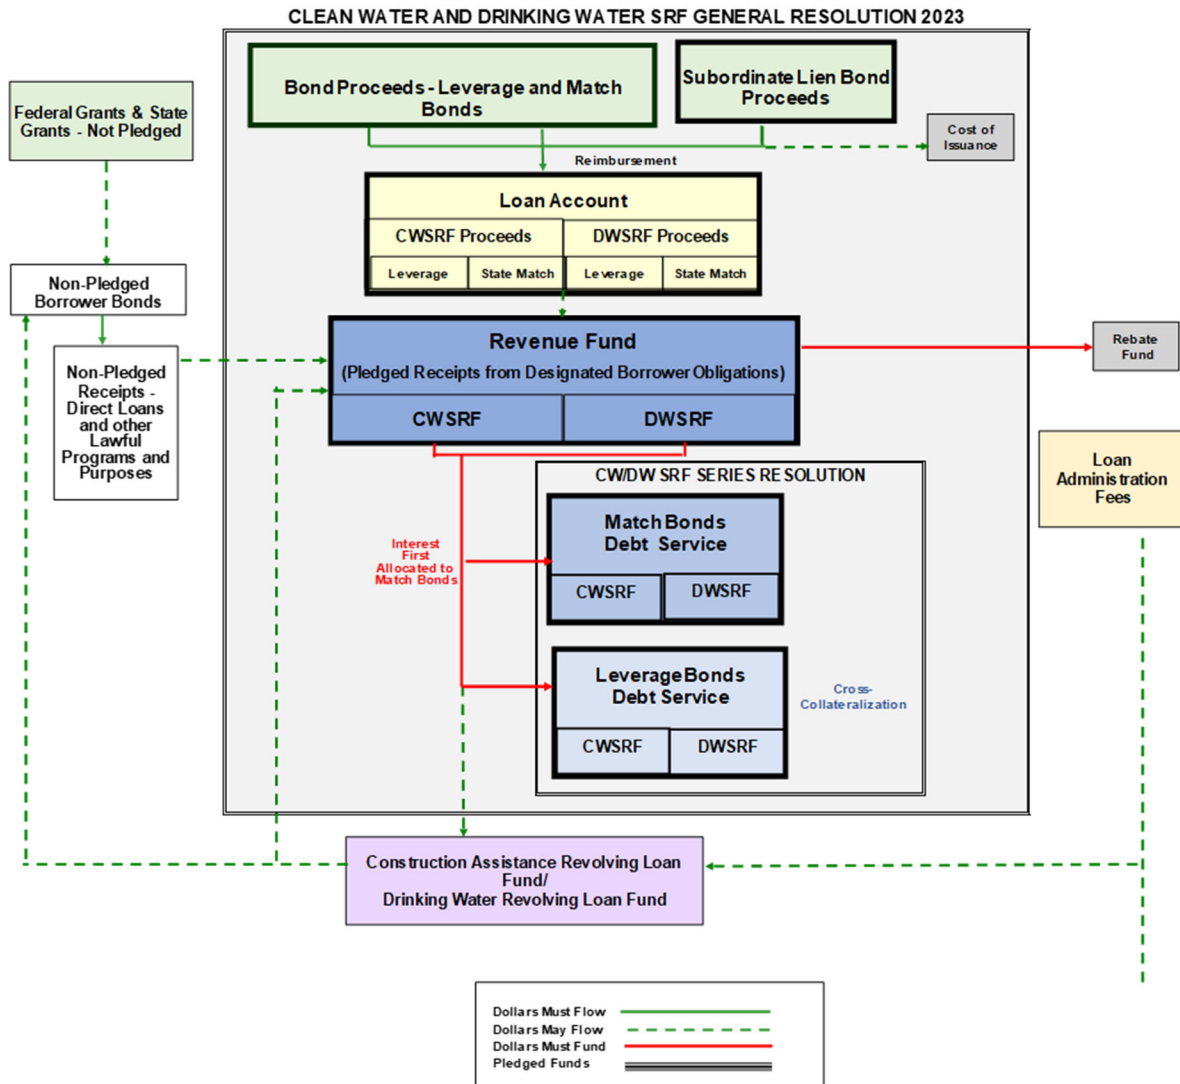 CLEAN WATER AND DRINKING WATER SRF GENERAL RESOLUTION 2023
Federal Grants & State
Grants - Not Pledged
Bond Proceeds - Leverage and Match
Bonds
Subordinate Lien Bond
Proceeds
Cost of
Issuance
Reimbursement
Loan Account
CWSRF Proceeds
DWSRF Proceeds
Leverage
State Match
Leverage
State Match
Non-Pledged
Borrower Bonds
Non-Pledged
Receipts -
Direct Loans
and other
Lawful
Programs and
Purposes
Revenue Fund
(Pledged Receipts from Designated Borrower Obligations)
CWSRF
DWSRF
Rebate
Fund
Loan
Administration
Fees
CW/DW SRF SERIES RESOLUTION
Match Bonds
Debt Service
CWSRF
DWSRF
Interest
First
Allocated to
Match Bonds
Leverage Bonds
Debt Service
CWSRF
DWSRF
Cross-
Collateralization
Construction Assistance Revolving Loan
Fund/
Drinking Water Revolving Loan Fund
Dollars Must Flow
Dollars May Flow
Dollars Must Fund
Pledged Funds